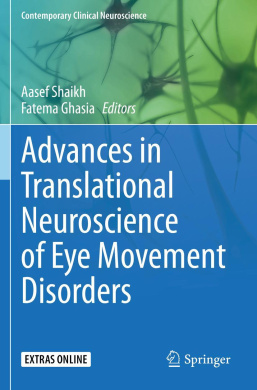 Contemporary Clinical Neuroscience
Aasef Shaikh
Fatema Ghasia Editors
Advances in
Translational
Neuroscience
of Eye Movement
Disorders
EXTRAS ONLINE
Springer